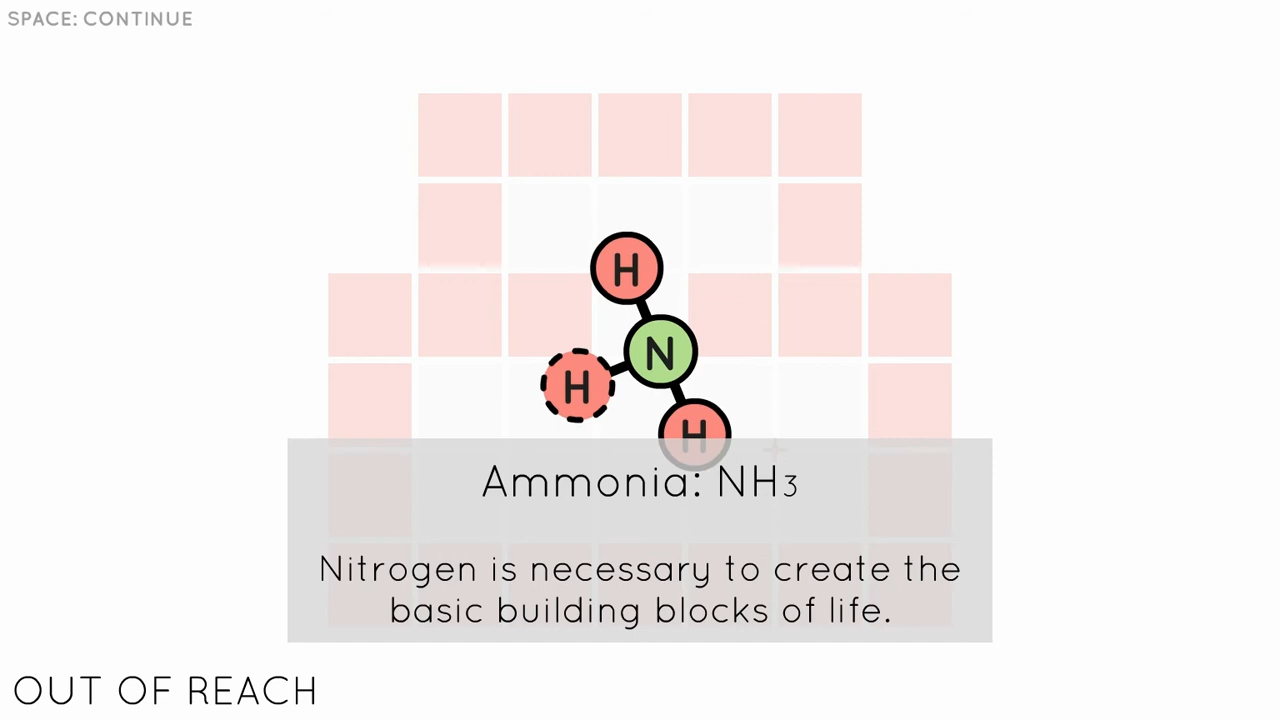 SPACE: CONTINUE
H
N
H
H
Ammonia: NH₃
Nitrogen is necessary to create the
basic building blocks of life.
OUT OF REACH